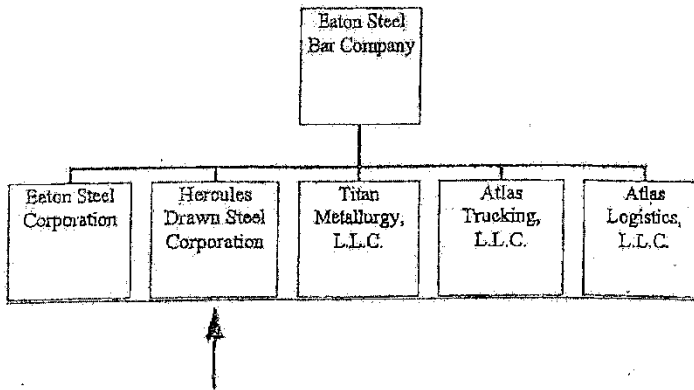 Eaton Steel
Bar Company
Eaton Steel
Corporation
Hercules
Drawn Steel
Corporation
Titan
Metallurgy,
L.L.C.
Atlas
Trucking,
L.L.C.
Atlas
Logistics,
L.L.C.